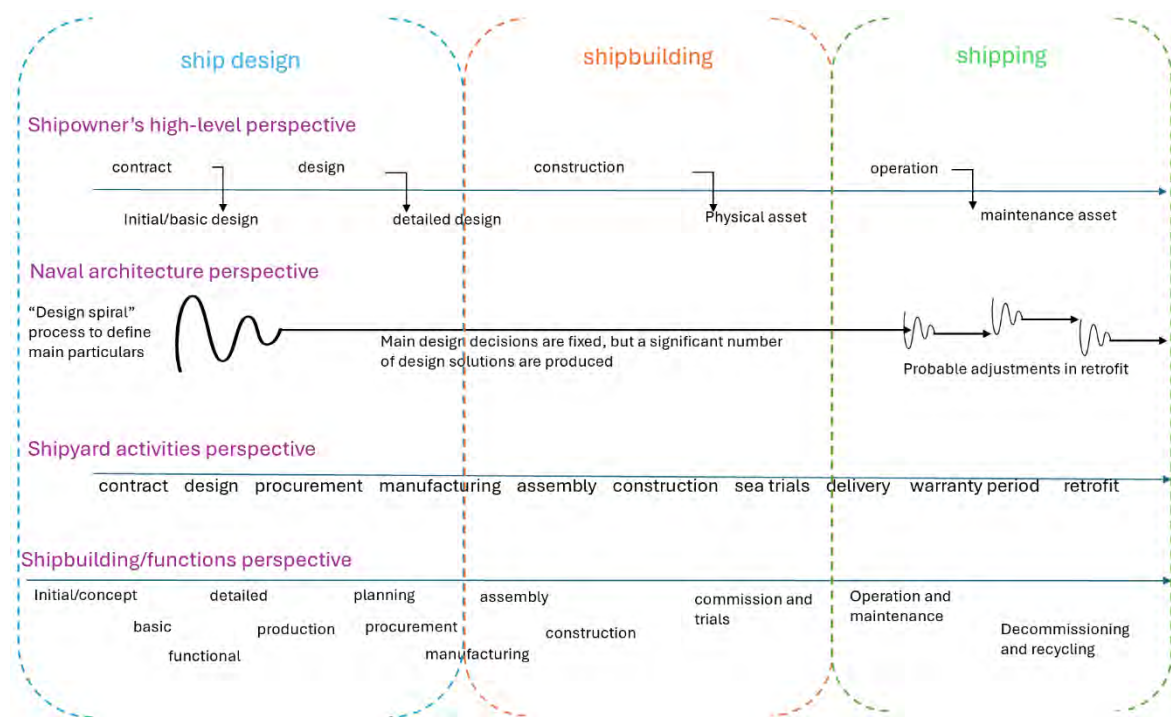 ship design
shipbuilding
shipping
Shipowner's high-level perspective
contract
design
construction
operation
Initial/basic design
detailed design
Physical asset
maintenance asset
Naval architecture perspective
“Design spiral”
process to define
main particulars
Main design decisions are fixed, but a significant number
of design solutions are produced
Probable adjustments in retrofit
Shipyard activities perspective
contract design procurement manufacturing assembly construction sea trials delivery warranty period retrofit
Shipbuilding/functions perspective
Initial/concept
detailed
planning
assembly
commission and
trials
Operation and
maintenance
basic
production
procurement
construction
Decommissioning
and recycling
functional
manufacturing